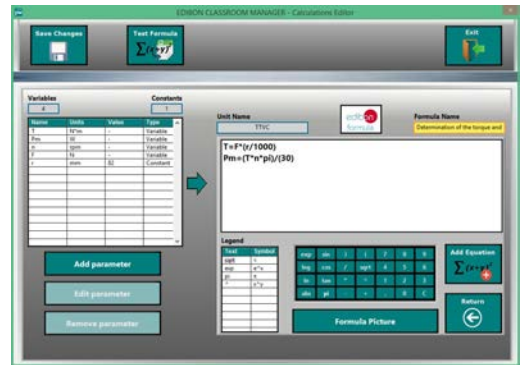 EDIBON CLASSROOM MANAGER - Calculations Editor
Save Changes
Test Formula
Σ(x+y)²
Exit
Variables
Constants
4
1
Name Units Value Type
T N*m - Variable
Pm W - Variable
n rpm - Variable
F N - Variable
r mm 82 Constant
Add parameter
Edit parameter
Remove parameter
Unit Name
TTVC
edibon
formula
Formula Name
Determination of the torque and
T=F*(r/1000)
Pm=(T*n*pi)/(30)
Legend
Text Symbol
sqrt
exp e^x
pi π
^ x^y
exp sin ) ( 7 8 9
log cos / sqrt 4 5 6
ln tan * ^ 1 2 3
abs pi - + . 0 C
Formula Picture
Add Equation
Return